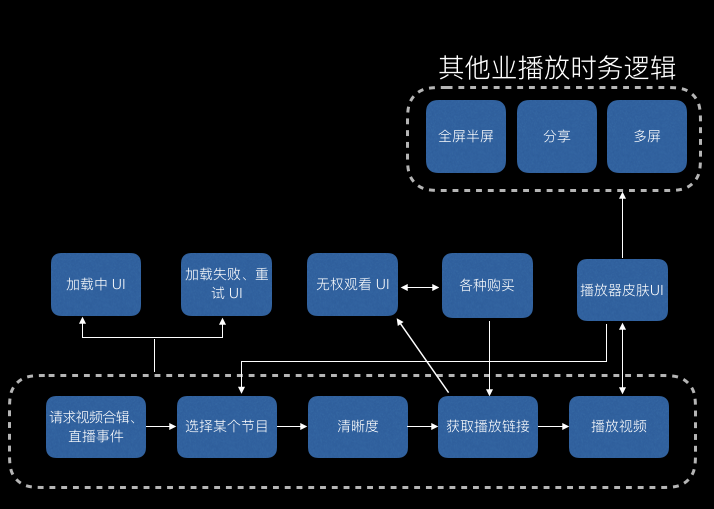 其他业播放时务逻辑
全屏半屏
分享
多屏
加载中 UI
加载失败、重
试 UI
无权观看 UI
各种购买
播放器皮肤UI
请求视频合辑、
直播事件
选择某个节目
清晰度
获取播放链接
播放视频